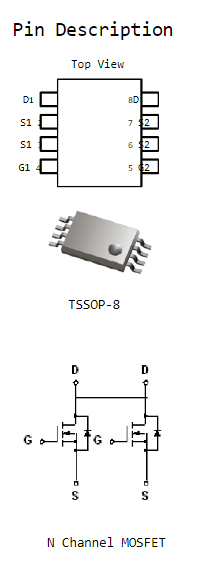 Pin Description
Top View
D1 8D
S1 2 7 S2
S1 6 S2
G1 4 5 G2
TSSOP-8
D D
G G
S S
N Channel MOSFET